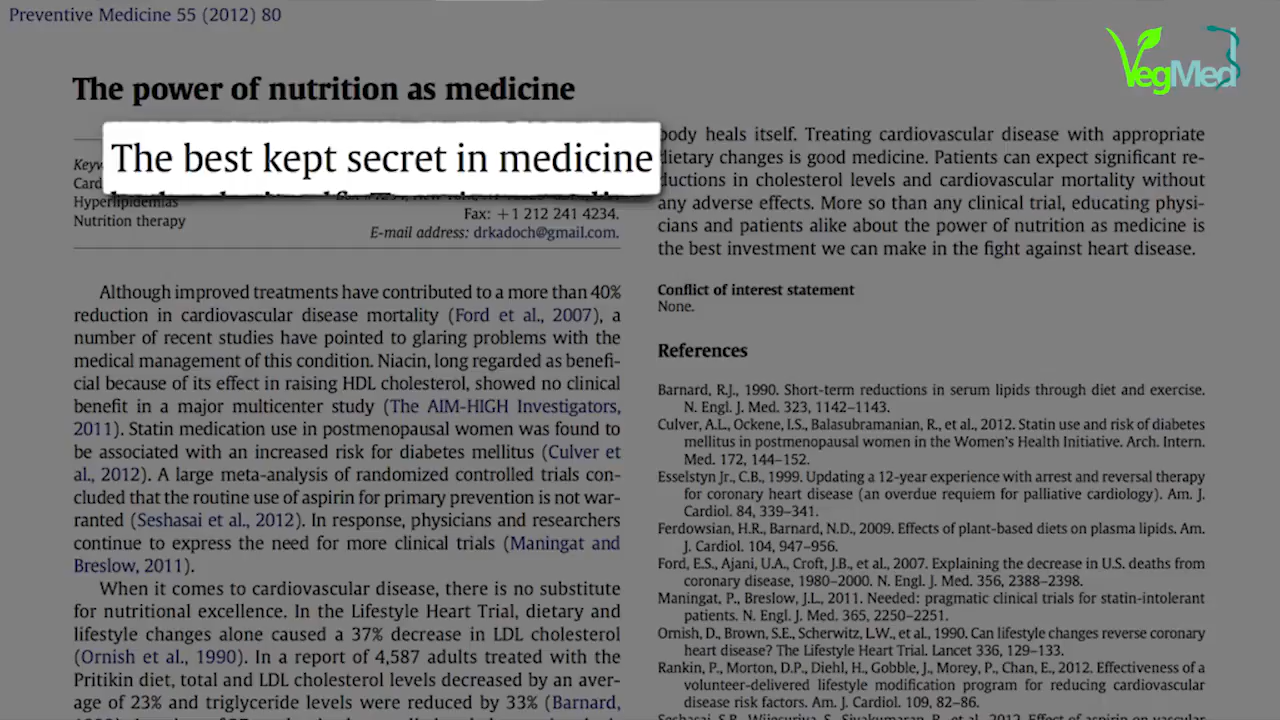 Preventive Medicine 55 (2012) 80
VegMed
The power of nutrition as medicine
The best kept secret in medicine
Hyperlipidemias
Nutrition therapy
Fax: +1 212 241 4234.
E-mail address: drkadoch@gmail.com.
Although improved treatments have contributed to a more than 40%
reduction in cardiovascular disease mortality (Ford et al., 2007), a
number of recent studies have pointed to glaring problems with the
medical management of this condition. Niacin, long regarded as benefi-
cial because of its effect in raising HDL cholesterol, showed no clinical
benefit in a major multicenter study (The AIM-HIGH Investigators,
2011). Statin medication use in postmenopausal women was found to
be associated with an increased risk for diabetes mellitus (Culver et
al., 2012). A large meta-analysis of randomized controlled trials con-
cluded that the routine use of aspirin for primary prevention is not war-
ranted (Seshasai et al., 2012). In response, physicians and researchers
continue to express the need for more clinical trials (Maningat and
Breslow, 2011).
When it comes to cardiovascular disease, there is no substitute
for nutritional excellence. In the Lifestyle Heart Trial, dietary and
lifestyle changes alone caused a 37% decrease in LDL cholesterol
(Ornish et al., 1990). In a report of 4,587 adults treated with the
Pritikin diet, total and LDL cholesterol levels decreased by an aver-
age of 23% and triglyceride levels were reduced by 33% (Barnard,
body heals itself. Treating cardiovascular disease with appropriate
dietary changes is good medicine. Patients can expect significant re-
ductions in cholesterol levels and cardiovascular mortality without
any adverse effects. More so than any clinical trial, educating physi-
cians and patients alike about the power of nutrition as medicine is
the best investment we can make in the fight against heart disease.
Conflict of interest statement
None.
References
Barnard, R.J., 1990. Short-term reductions in serum lipids through diet and exercise.
N. Engl. J. Med. 323, 1142–1143.
Culver, A.L., Ockene, I.S., Balasubramanian, R., et al., 2012. Statin use and risk of diabetes
mellitus in postmenopausal women in the Women's Health Initiative. Arch. Intern.
Med. 172, 144–152.
Esselstyn Jr., C.B., 1999. Updating a 12-year experience with arrest and reversal therapy
for coronary heart disease (an overdue requiem for palliative cardiology). Am. J.
Cardiol. 84, 339–341.
Ferdowsian, H.R., Barnard, N.D., 2009. Effects of plant-based diets on plasma lipids. Am.
J. Cardiol. 104, 947–956.
Ford, E.S., Ajani, U.A., Croft, J.B., et al., 2007. Explaining the decrease in U.S. deaths from
coronary disease, 1980–2000. N. Engl. J. Med. 356, 2388–2398.
Maningat, P., Breslow, J.L., 2011. Needed: pragmatic clinical trials for statin-intolerant
patients. N. Engl. J. Med. 365, 2250–2251.
Ornish, D., Brown, S.E., Scherwitz, L.W., et al., 1990. Can lifestyle changes reverse coronary
heart disease? The Lifestyle Heart Trial. Lancet 336, 129–133.
Rankin, P., Morton, D.P., Diehl, H., Gobble, J., Morey, P., Chan, E., 2012. Effectiveness of a
volunteer-delivered lifestyle modification program for reducing cardiovascular
disease risk factors. Am. J. Cardiol. 109, 82–86.